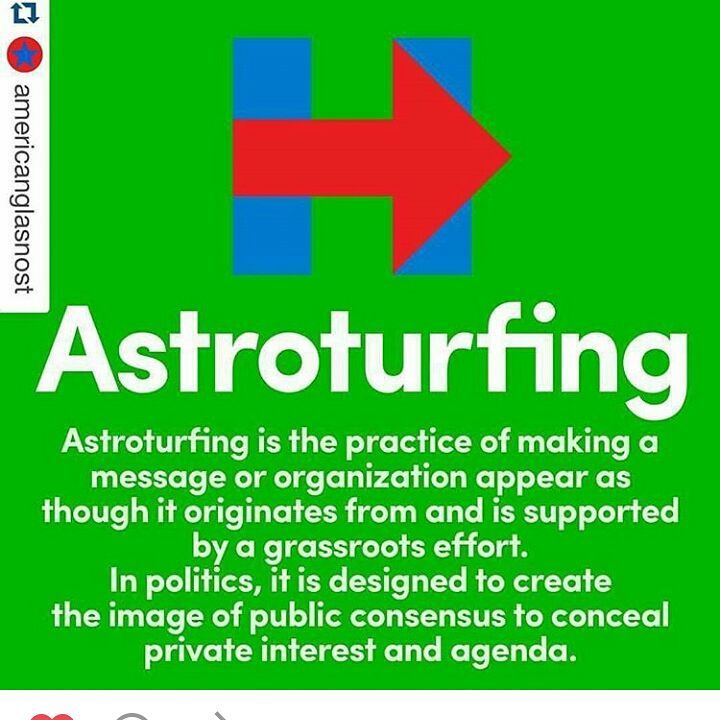 americanglasnost
Astroturfing
Astroturfing is the practice of making a
message or organization appear as
though it originates from and is supported
by a grassroots effort.
In politics, it is designed to create
the image of public consensus to conceal
private interest and agenda.